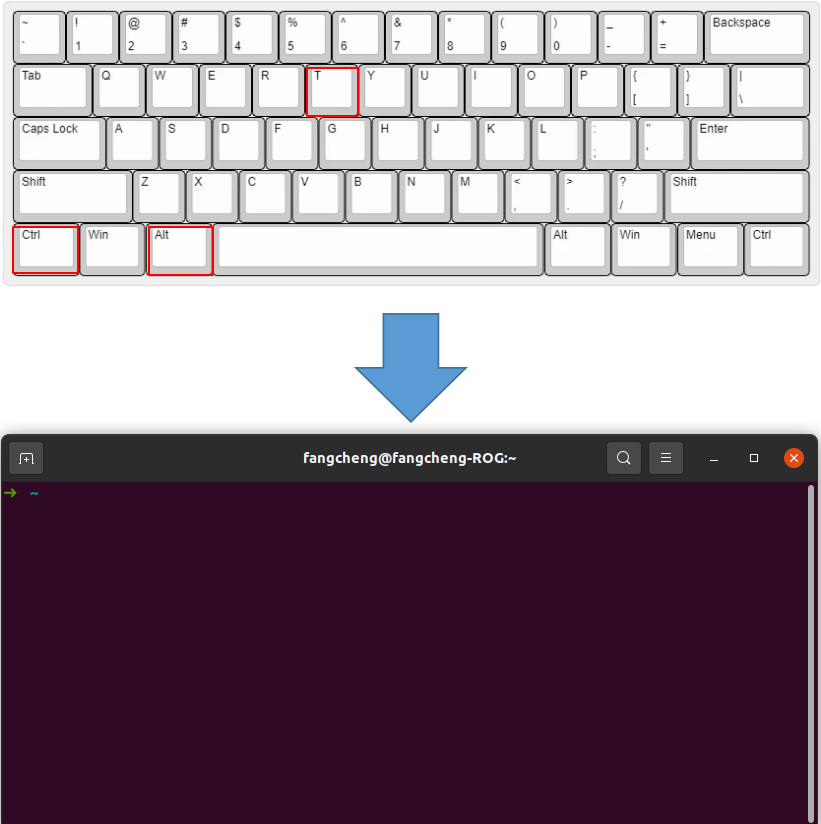 ~ ! @ # $ % ^ & * ( ) _ + Backspace
` 1 2 3 4 5 6 7 8 9 0 - =
Tab Q W E R T Y U I O P { } |
[ ] \
Caps Lock A S D F G H J K L : " Enter
; '
Shift Z X C V B N M < > ? Shift
, . /
Ctrl Win Alt Alt Win Menu Ctrl
fangcheng@fangcheng-ROG:~
➜ ~